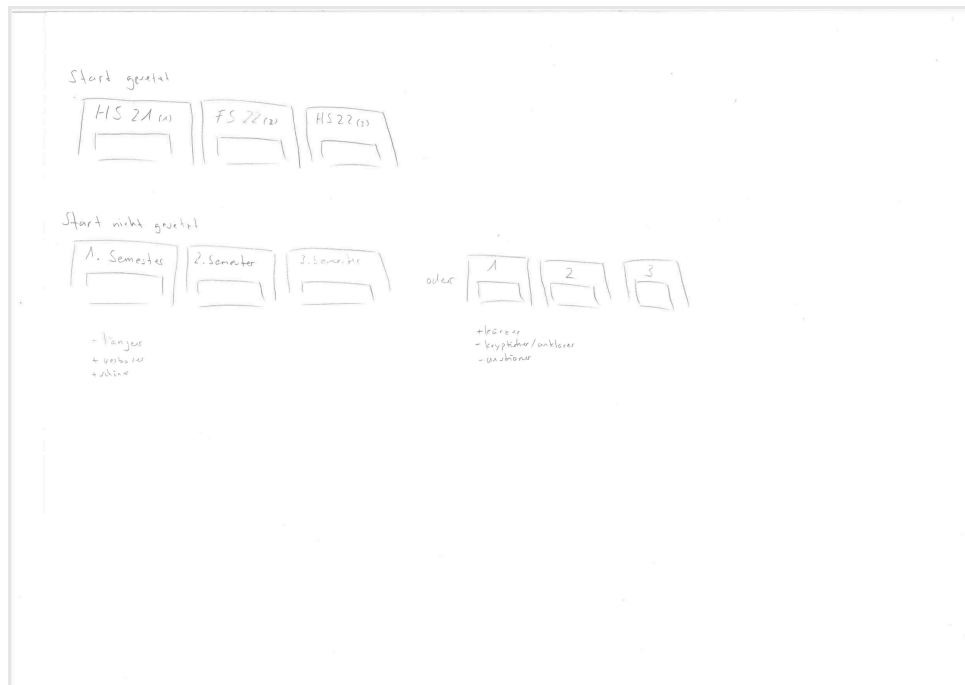 Start gesetzt
HS 21 (1) FS 22 (2) HS 22 (3)
Start nicht gesetzt
1. Semester 2. Semester 3. Semester oder 1 2 3
- länger
+
+ schöner
+ kürzer
- kryptischer/unklarer
- unschöner